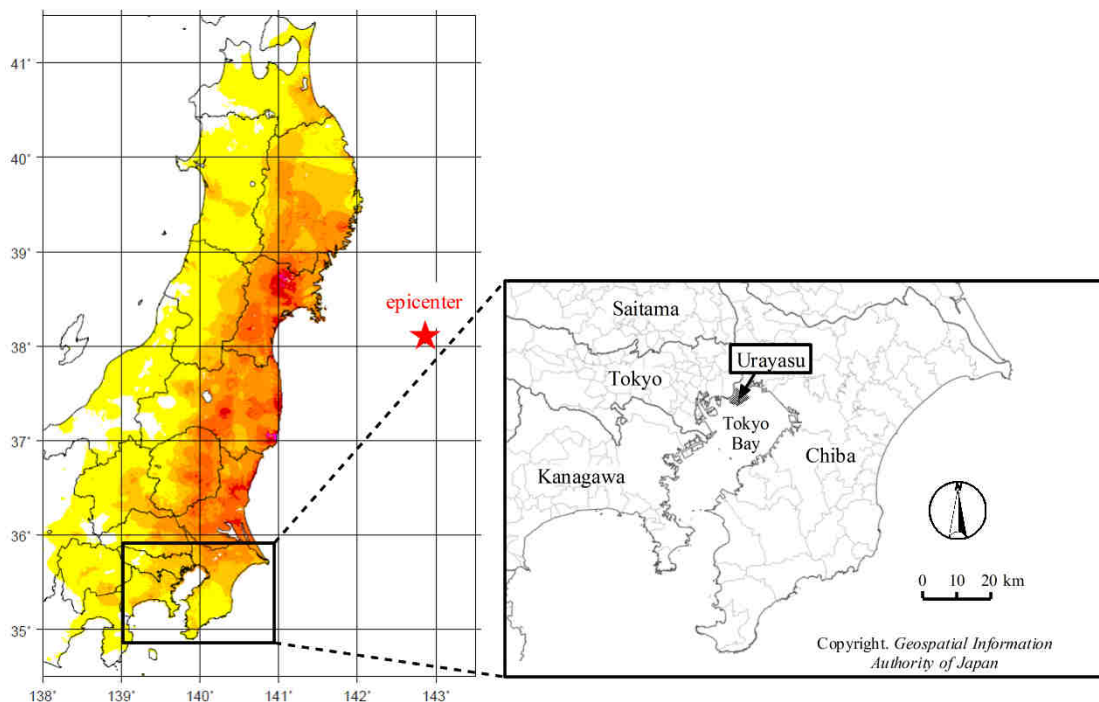 41°
40°
39°
38°
37°
36°
35°
138°
139°
140°
141°
142°
143°
epicenter
Saitama
Urayasu
Tokyo
Tokyo
Bay
Chiba
Kanagawa
N
0 10 20 km
Copyright. Geospatial Information
Authority of Japan